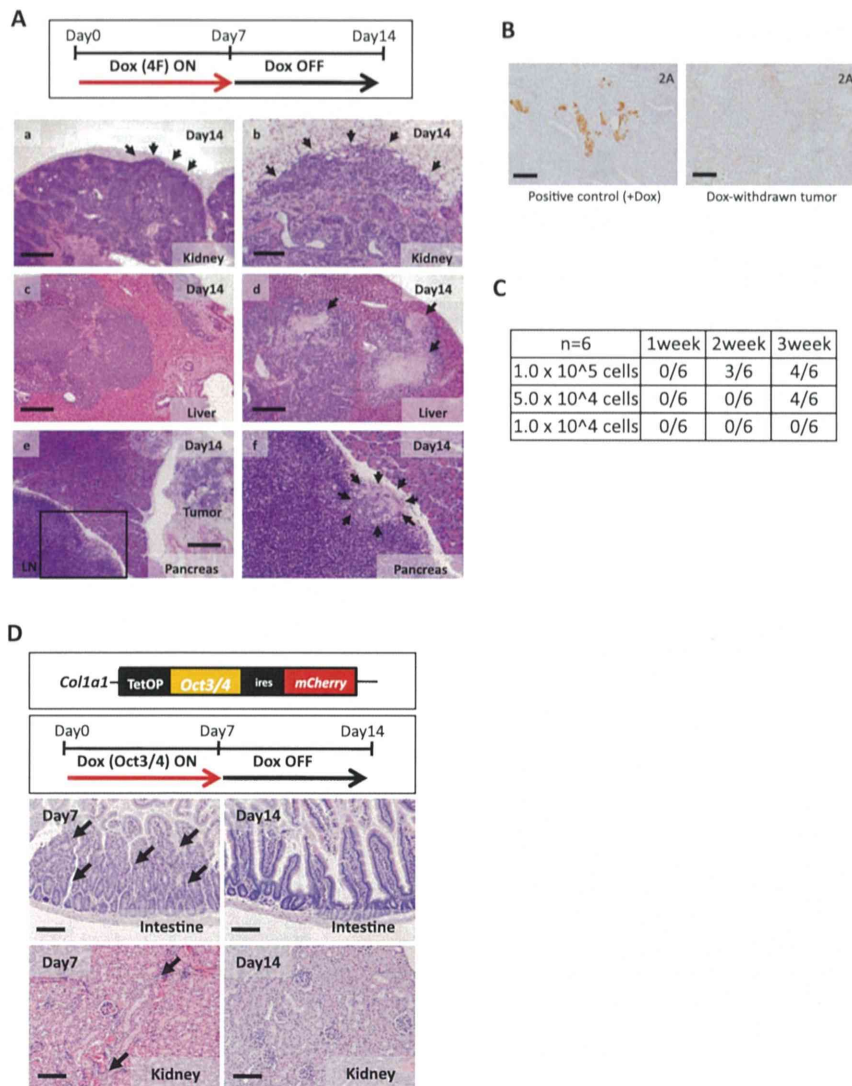 A
Day0 Day7 Day14
Dox (4F) ON Dox OFF
a Day14 Kidney
b Day14 Kidney
c Day14 Liver
d Day14 Liver
e Day14 Tumor LN Pancreas
f Day14 Pancreas
B
2A 2A
Positive control (+Dox) Dox-withdrawn tumor
C
n=6 1week 2week 3week
1.0 x 10^5 cells 0/6 3/6 4/6
5.0 x 10^4 cells 0/6 0/6 4/6
1.0 x 10^4 cells 0/6 0/6 0/6
D
Col1a1 TetOP Oct3/4 ires mCherry
Day0 Day7 Day14
Dox (Oct3/4) ON Dox OFF
Day7 Intestine
Day14 Intestine
Day7 Kidney
Day14 Kidney